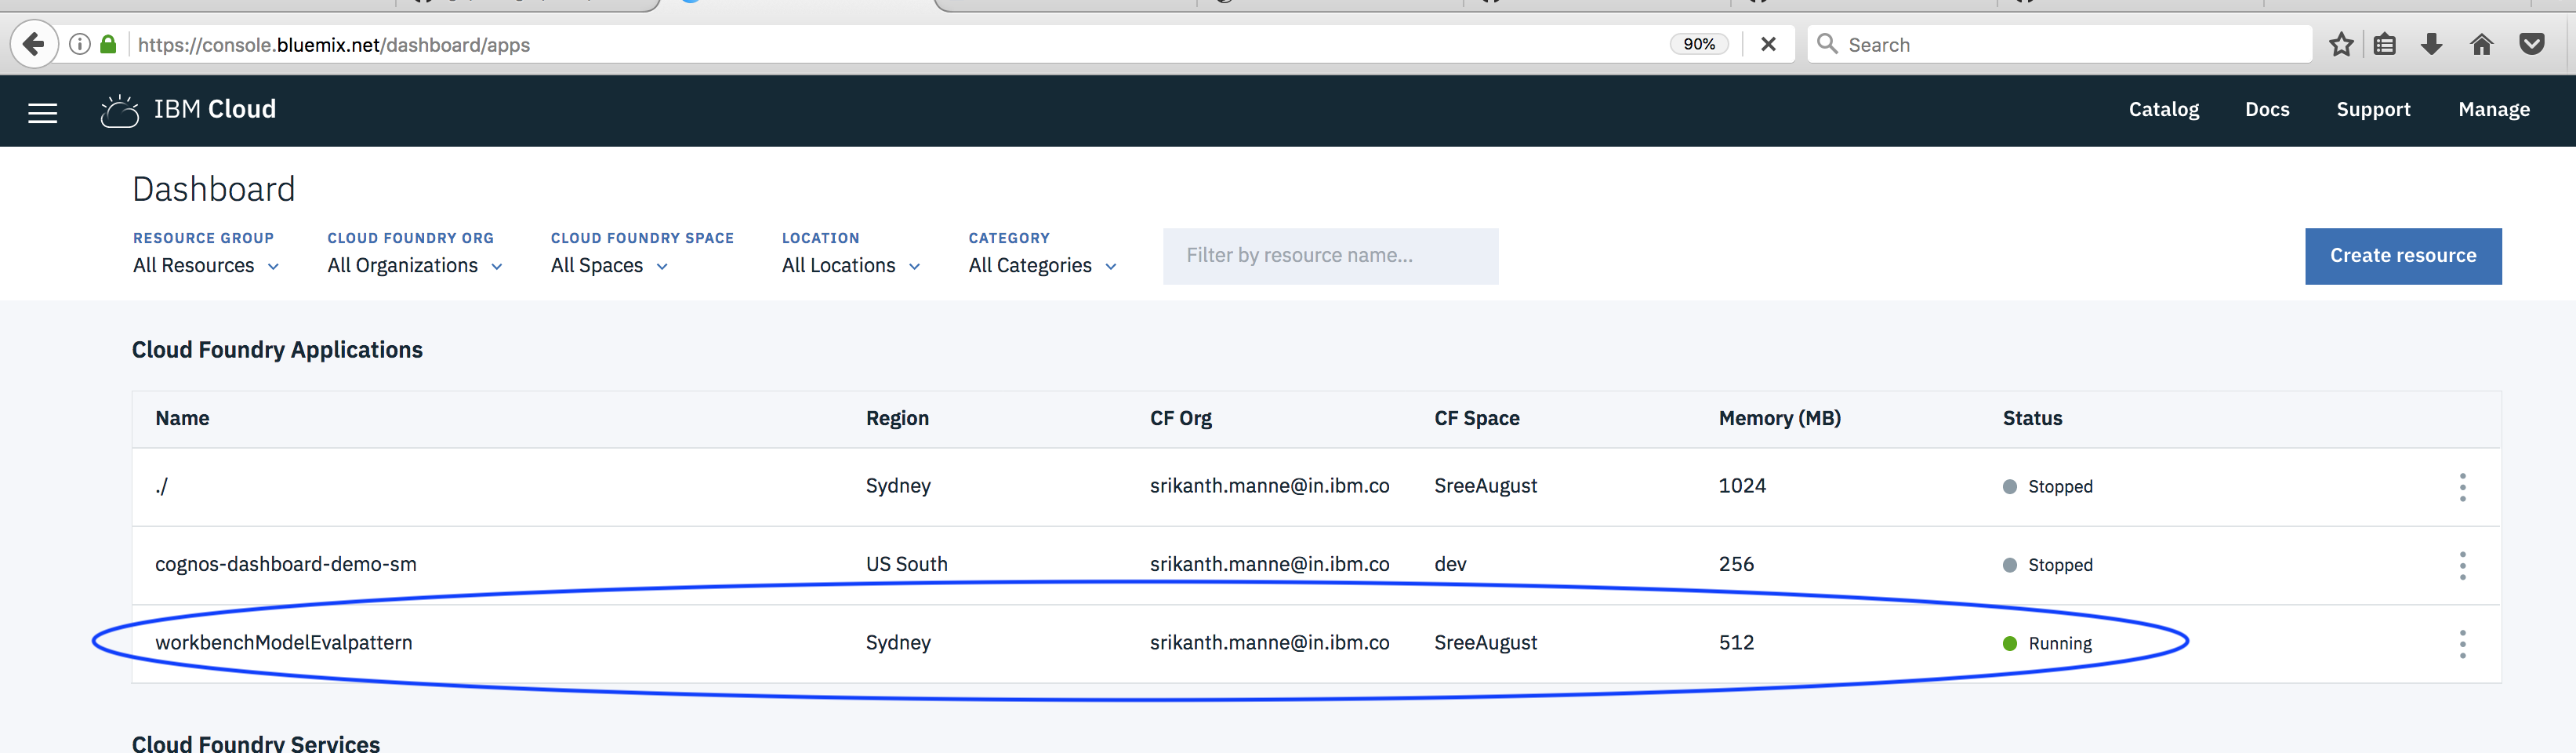 https://console.bluemix.net/dashboard/apps 90% Search
IBM Cloud Catalog Docs Support Manage
Dashboard
RESOURCE GROUP CLOUD FOUNDRY ORG CLOUD FOUNDRY SPACE LOCATION CATEGORY
All Resources All Organizations All Spaces All Locations All Categories Filter by resource name... Create resource
Cloud Foundry Applications
Name Region CF Org CF Space Memory (MB) Status
./ Sydney srikanth.manne@in.ibm.co SreeAugust 1024 Stopped
cognos-dashboard-demo-sm US South srikanth.manne@in.ibm.co dev 256 Stopped
workbenchModelEvalpattern Sydney srikanth.manne@in.ibm.co SreeAugust 512 Running
Cloud Foundry Services